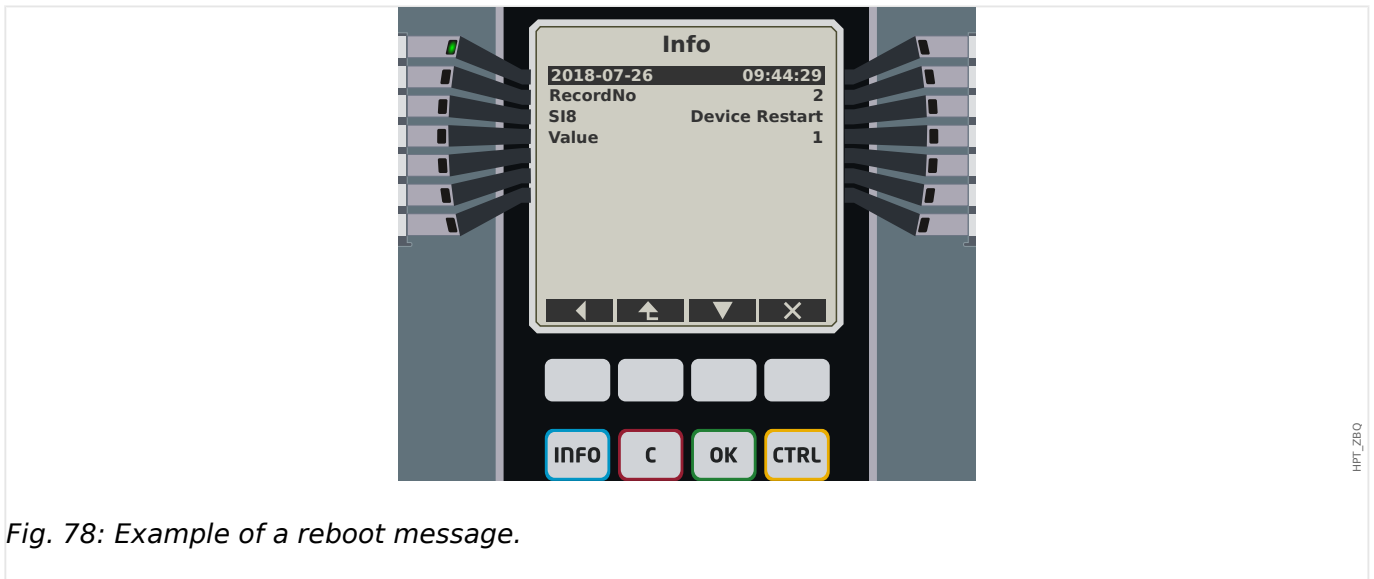 Info
2018-07-26 09:44:29
RecordNo 2
SI8 Device Restart
Value 1
INFO C OK CTRL
HPT_ZBQ
Fig. 78: Example of a reboot message.